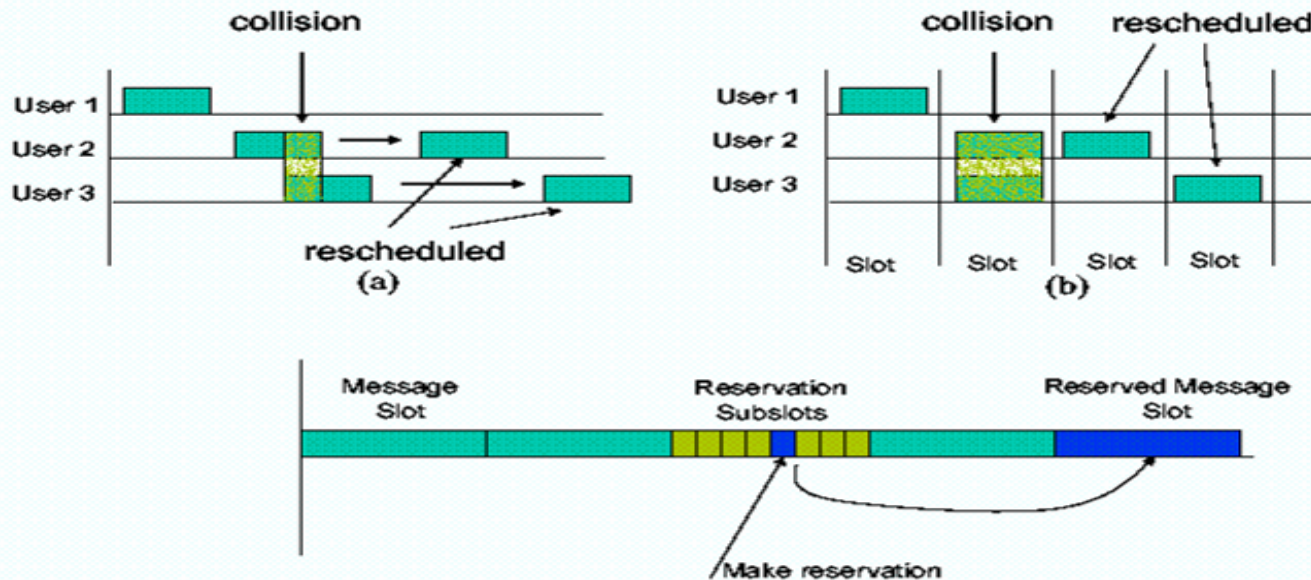 collision
User 1
User 2
User 3
rescheduled
(a)
collision rescheduled
User 1
User 2
User 3
Slot Slot Slot Slot
(b)
Message
Slot
Reservation
Subslots
Reserved Message
Slot
Make reservation